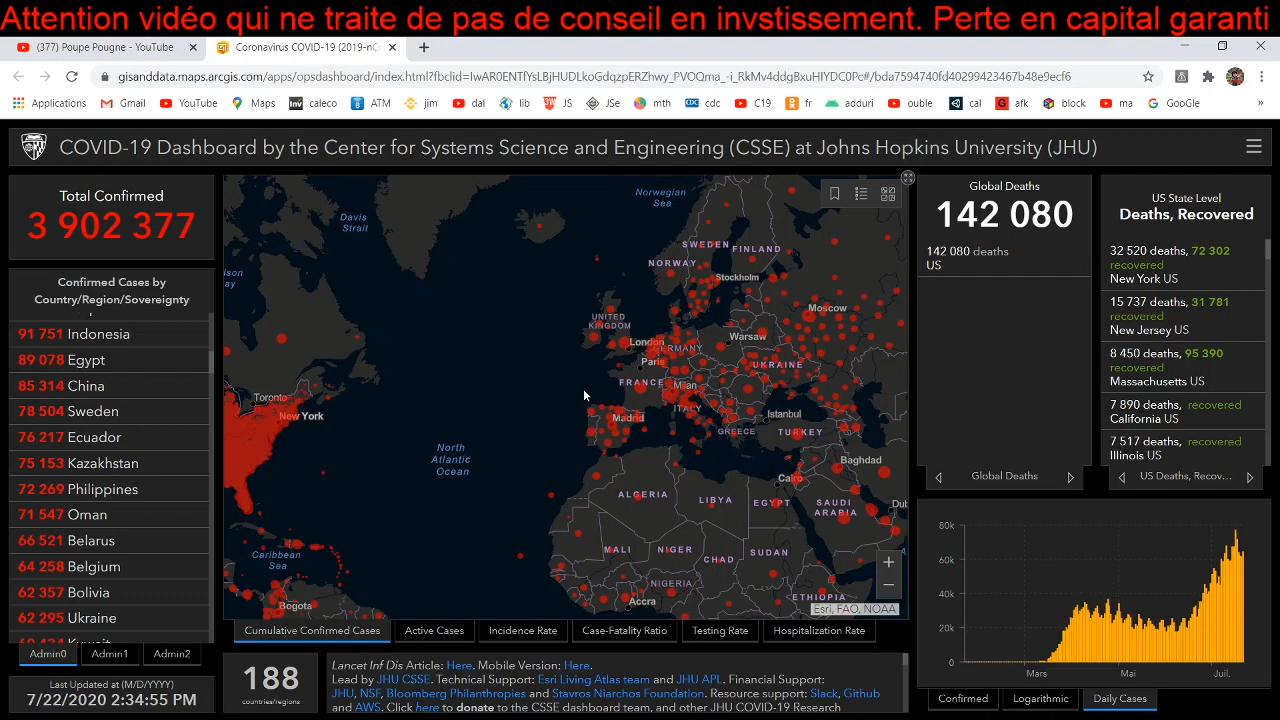 Attention vidéo qui ne traite de pas de conseil en invstissement. Perte en capital garanti
(377) Poupe Pougne - YouTube
Coronavirus COVID-19 (2019-nC
gisanddata.maps.arcgis.com/apps/opsdashboard/index.html?fbclid=IwAR0ENTfYsLBjHUDLkoGdqzpERZhwy_PVOQma_-i_RkMv4ddgBxuHIYDC0Pc#/bda7594740fd40299423467b48e9ecf6
Applications Gmail YouTube Maps Inv caleco ATM jim dal lib JS JSe mth cdc C19 fr adduri ouble cal afk block ma GooGle »
COVID-19 Dashboard by the Center for Systems Science and Engineering (CSSE) at Johns Hopkins University (JHU)
Total Confirmed
3 902 377
Confirmed Cases by
Country/Region/Sovereignty
91 751 Indonesia
89 078 Egypt
85 314 China
78 504 Sweden
76 217 Ecuador
75 153 Kazakhstan
72 269 Philippines
71 547 Oman
66 521 Belarus
64 258 Belgium
62 357 Bolivia
62 295 Ukraine
Kuwait
Admin0 Admin1 Admin2
Last Updated at (M/D/YYYY)
7/22/2020 2:34:55 PM
Norwegian
Sea
Davis
Strait
SWEDEN
FINLAND
NORWAY
Stockholm
Moscow
UNITED
KINGDOM
London
GERMANY
Warsaw
Paris
UKRAINE
FRANCE
Milan
Toronto
New York
Madrid
ITALY
Istanbul
GREECE
TURKEY
North
Atlantic
Ocean
Baghdad
Cairo
ALGERIA
LIBYA
EGYPT
SAUDI
ARABIA
Caribbean
Sea
MALI
NIGER
CHAD
SUDAN
NIGERIA
ETHIOPIA
Bogota
Accra
Esri, FAO, NOAA
Cumulative Confirmed Cases Active Cases Incidence Rate Case-Fatality Ratio Testing Rate Hospitalization Rate
188
countries/regions
Lancet Inf Dis Article: Here. Mobile Version: Here.
Lead by JHU CSSE. Technical Support: Esri Living Atlas team and JHU APL. Financial Support:
JHU, NSF, Bloomberg Philanthropies and Stavros Niarchos Foundation. Resource support: Slack, Github
and AWS. Click here to donate to the CSSE dashboard team, and other JHU COVID-19 Research
Global Deaths
142 080
142 080 deaths
US
Global Deaths
US State Level
Deaths, Recovered
32 520 deaths, 72 302
recovered
New York US
15 737 deaths, 31 781
recovered
New Jersey US
8 450 deaths, 95 390
recovered
Massachusetts US
7 890 deaths, recovered
California US
7 517 deaths, recovered
Illinois US
US Deaths, Recov...
80k
60k
40k
20k
0
Mars Mai Juil.
Confirmed Logarithmic Daily Cases